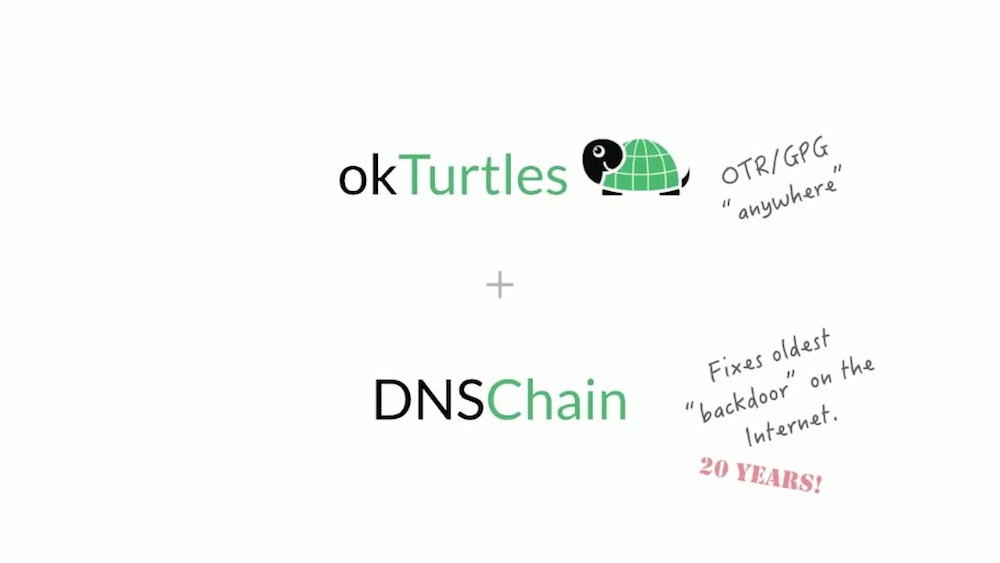 okTurtles
OTR/GPG
“anywhere”
+
DNSChain
Fixes oldest
“backdoor” on the
Internet.
20 YEARS!